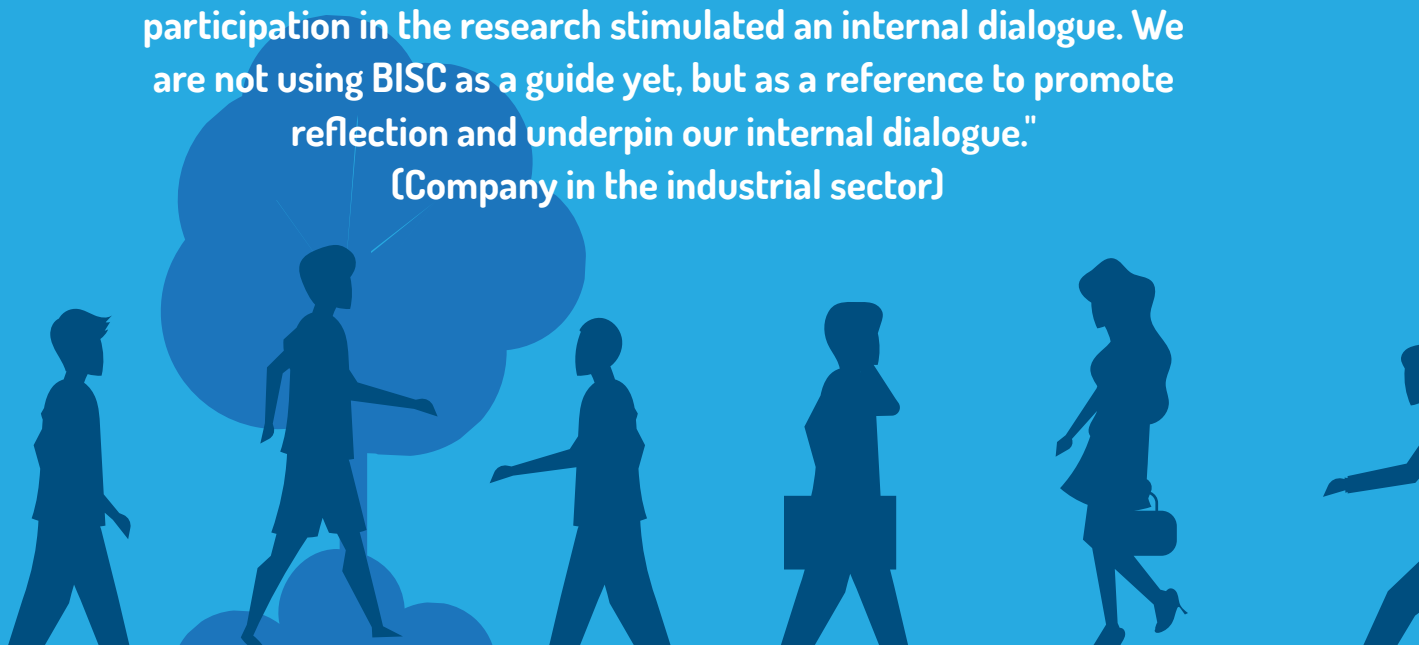 participation in the research stimulated an internal dialogue. We
are not using BISC as a guide yet, but as a reference to promote
reflection and underpin our internal dialogue."
(Company in the industrial sector)